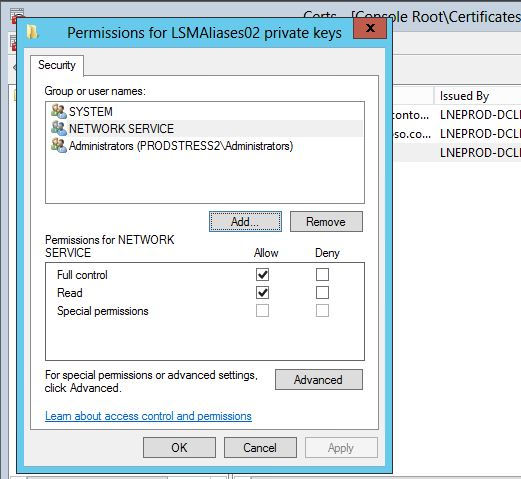 Certs - [Console Root\Certificates
Permissions for LSMAliases02 private keys
x
Security
Group or user names:
SYSTEM
NETWORK SERVICE
Administrators (PRODSTRESS2\Administrators)
Add...
Remove
Permissions for NETWORK
SERVICE
Allow
Deny
Full control
Read
Special permissions
For special permissions or advanced settings,
click Advanced.
Advanced
Learn about access control and permissions
OK
Cancel
Apply
Issued By
conto... LNEPROD-DCLI
oso.co... LNEPROD-DCLI
LNEPROD-DCLI